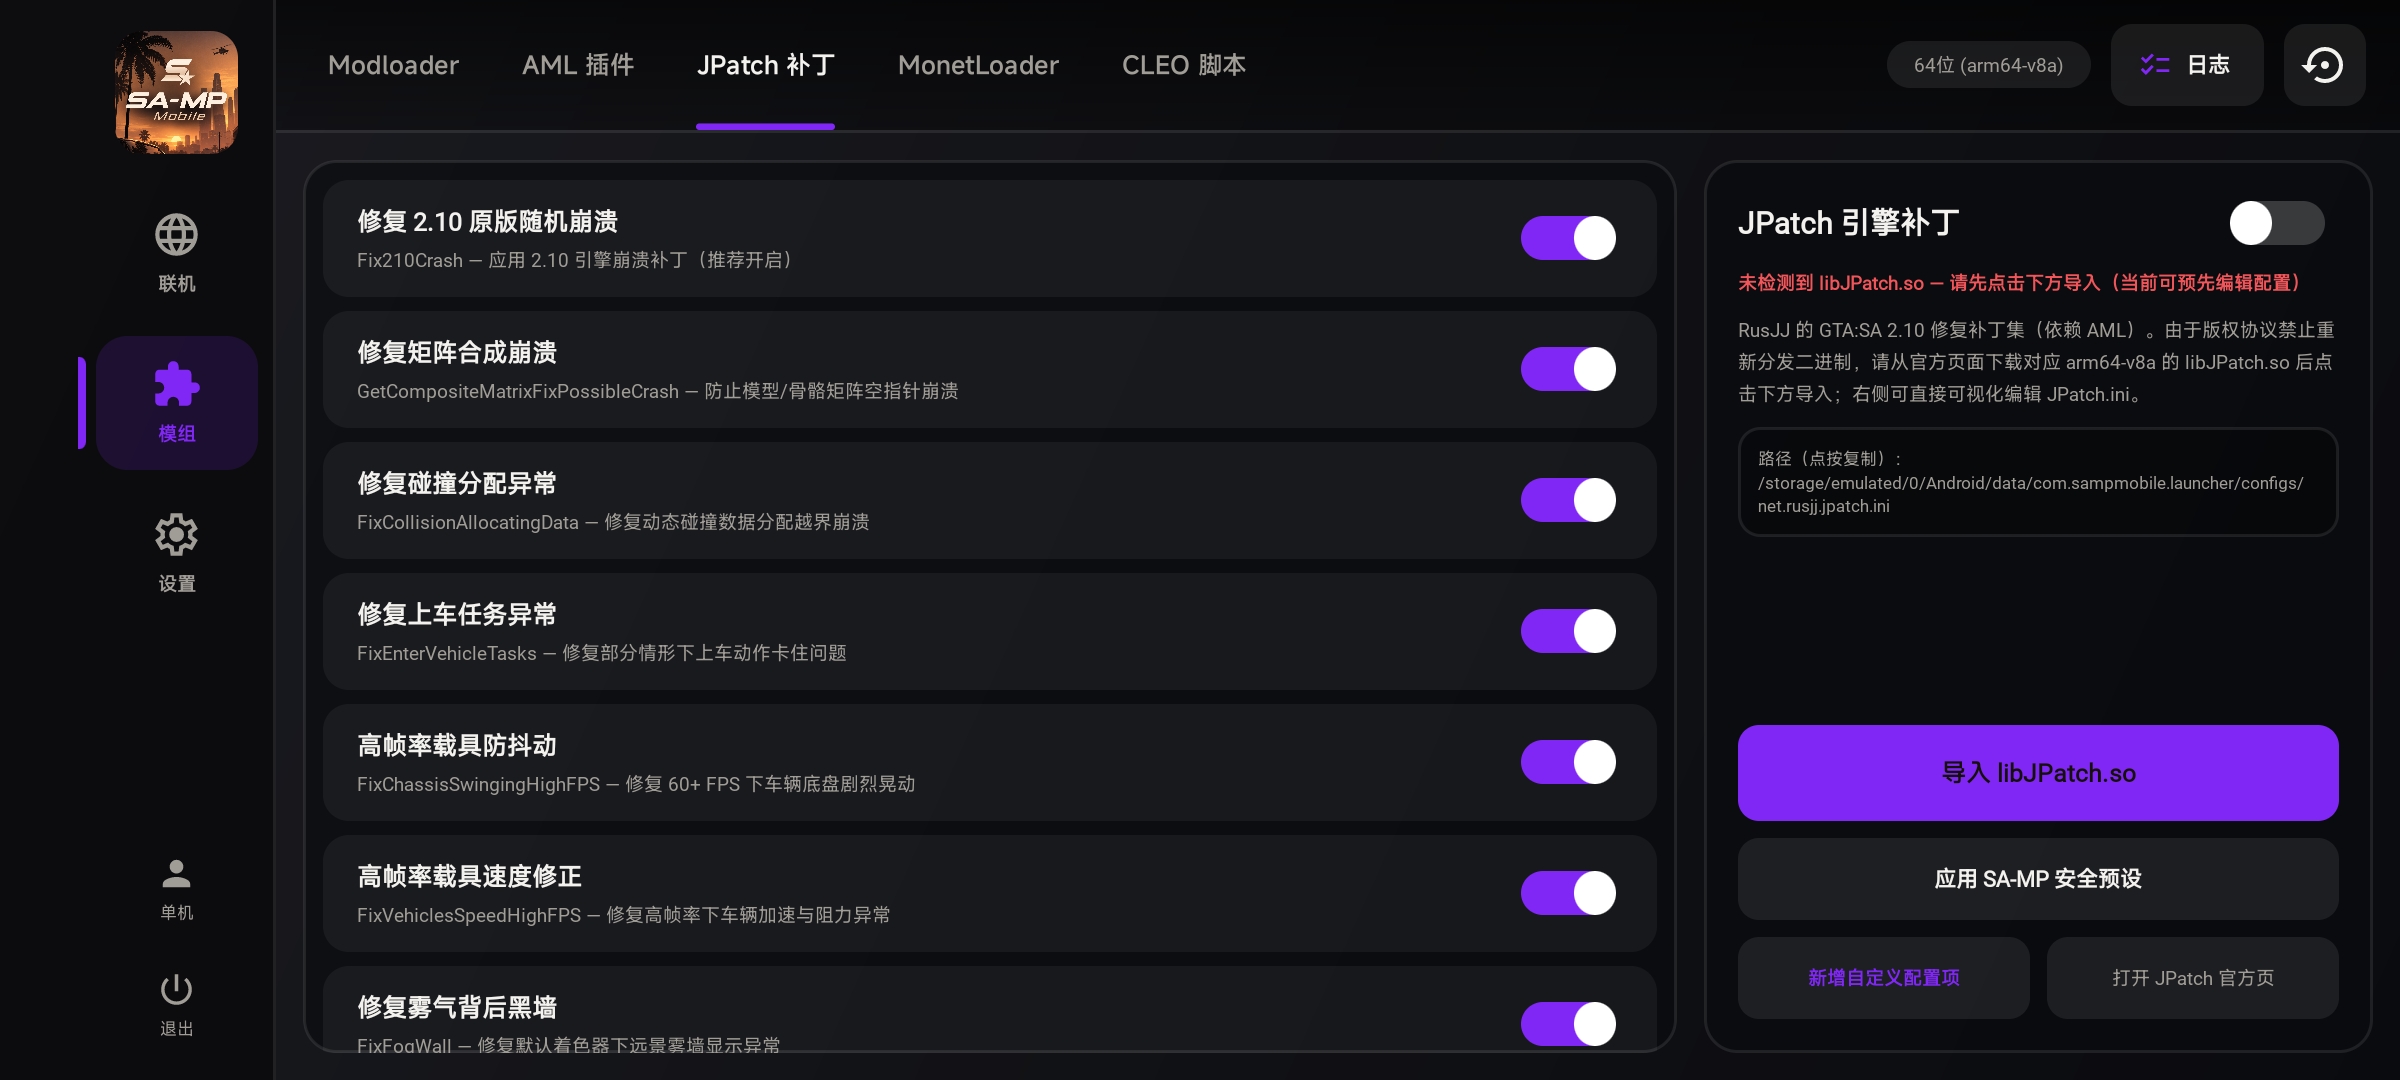 S
SA-MP
Mobile
联机
模组
设置
单机
退出
Modloader
AML 插件
JPatch 补丁
MonetLoader
CLEO 脚本
64位 (arm64-v8a)
日志
修复 2.10 原版随机崩溃
Fix210Crash — 应用 2.10 引擎崩溃补丁（推荐开启）
修复矩阵合成崩溃
GetCompositeMatrixFixPossibleCrash — 防止模型/骨骼矩阵空指针崩溃
修复碰撞分配异常
FixCollisionAllocatingData — 修复动态碰撞数据分配越界崩溃
修复上车任务异常
FixEnterVehicleTasks — 修复部分情形下上车动作卡住问题
高帧率载具防抖动
FixChassisSwingingHighFPS — 修复 60+ FPS 下车辆底盘剧烈晃动
高帧率载具速度修正
FixVehiclesSpeedHighFPS — 修复高帧率下车辆加速与阻力异常
修复雾气背后黑墙
FixFogWall — 修复默认着色器下远景雾墙显示异常
JPatch 引擎补丁
未检测到 libJPatch.so — 请先点击下方导入（当前可预先编辑配置）
RusJJ 的 GTA:SA 2.10 修复补丁集（依赖 AML）。由于版权协议禁止重
新分发二进制，请从官方页面下载对应 arm64-v8a 的 libJPatch.so 后点
击下方导入；右侧可直接可视化编辑 JPatch.ini。
路径（点按复制）:
/storage/emulated/0/Android/data/com.sampmobile.launcher/configs/
net.rusjj.jpatch.ini
导入 libJPatch.so
应用 SA-MP 安全预设
新增自定义配置项
打开 JPatch 官方页